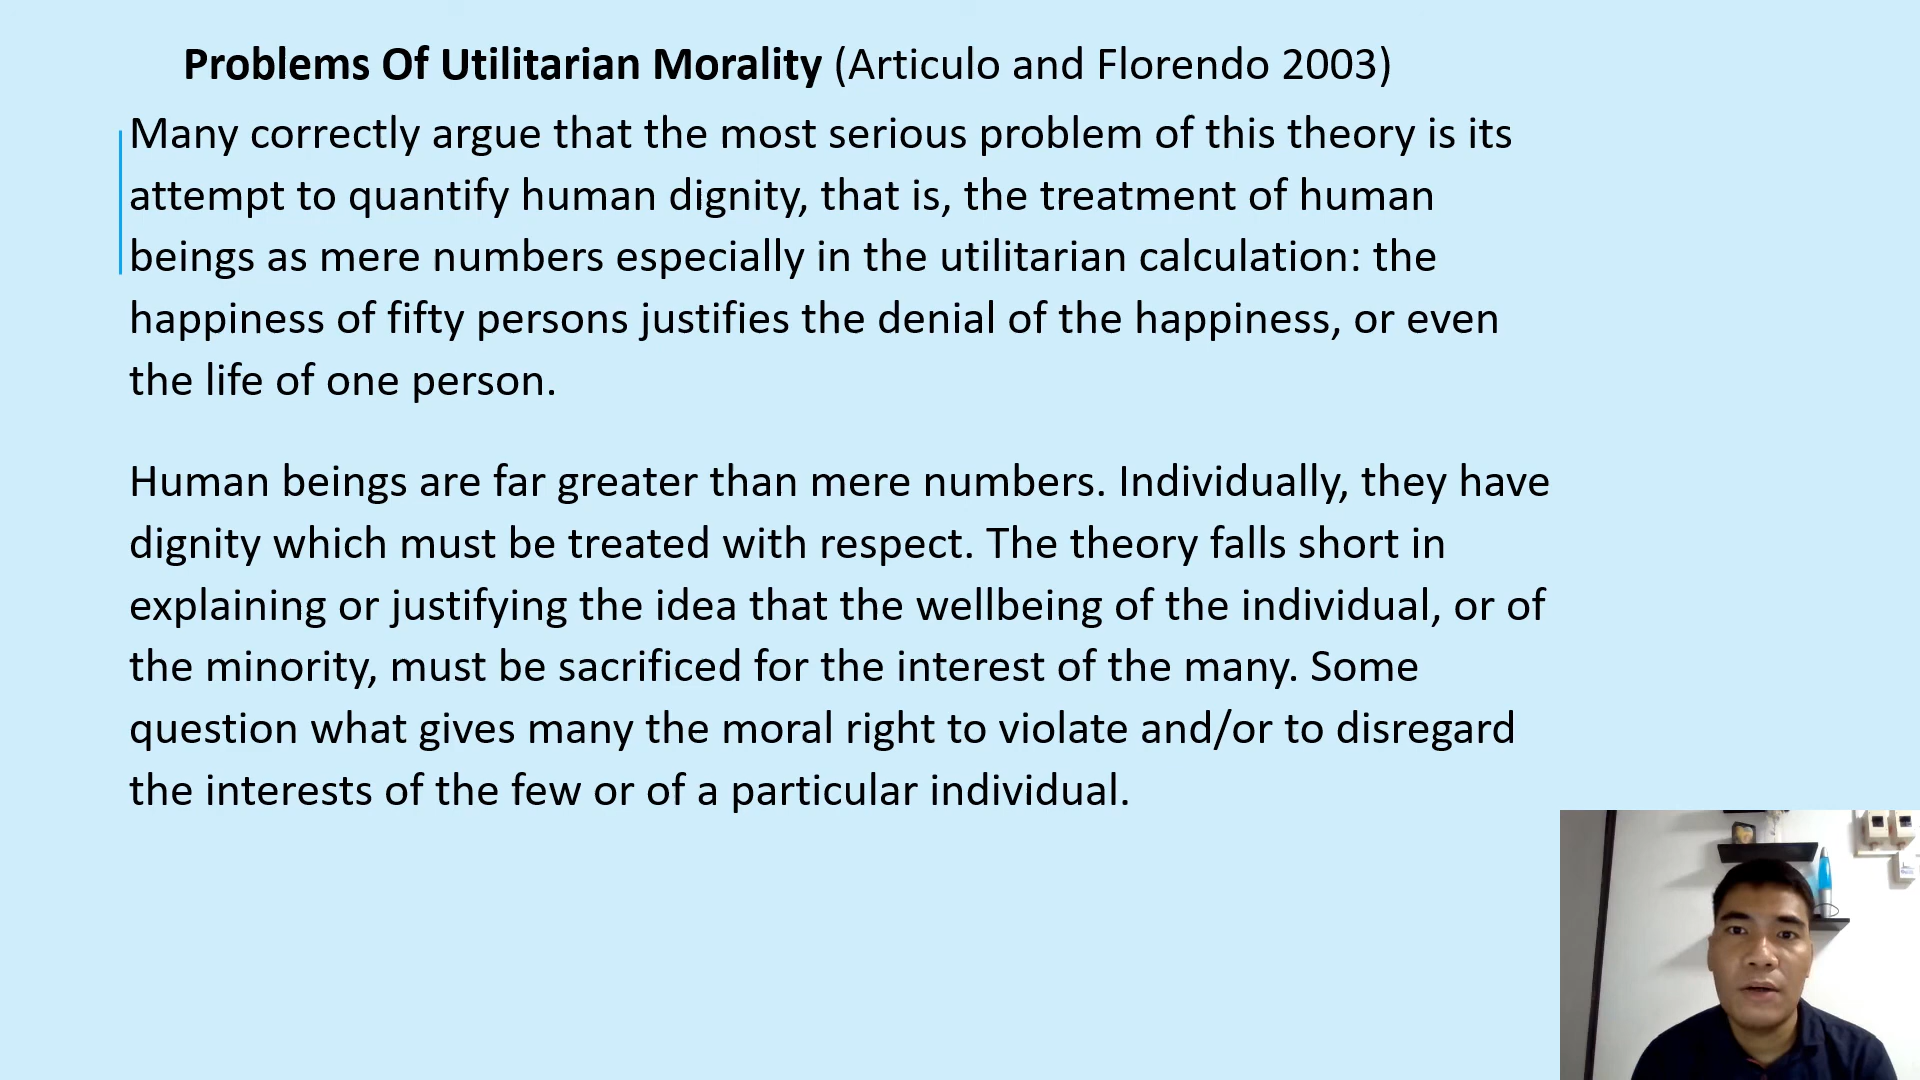 Problems Of Utilitarian Morality (Articulo and Florendo 2003)
Many correctly argue that the most serious problem of this theory is its
attempt to quantify human dignity, that is, the treatment of human
beings as mere numbers especially in the utilitarian calculation: the
happiness of fifty persons justifies the denial of the happiness, or even
the life of one person.
Human beings are far greater than mere numbers. Individually, they have
dignity which must be treated with respect. The theory falls short in
explaining or justifying the idea that the wellbeing of the individual, or of
the minority, must be sacrificed for the interest of the many. Some
question what gives many the moral right to violate and/or to disregard
the interests of the few or of a particular individual.